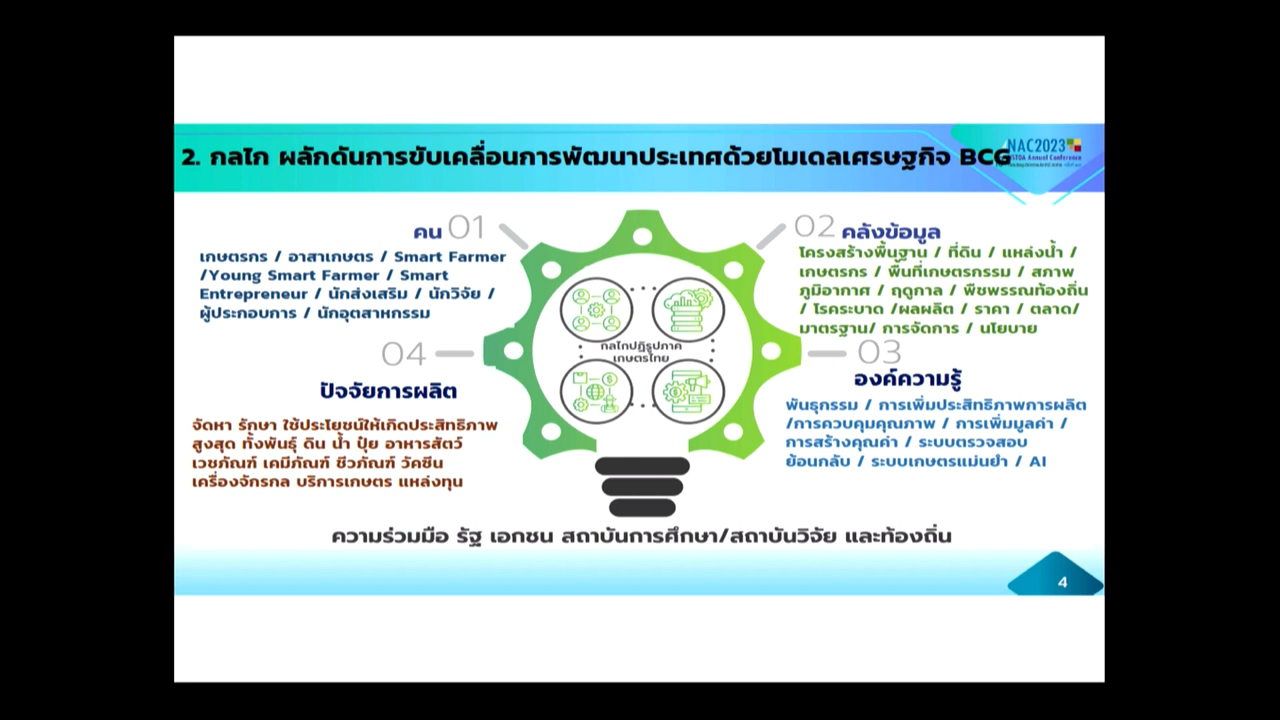 2. กลไก ผลักดันการขับเคลื่อนการพัฒนาประเทศด้วยโมเดลเศรษฐกิจ BCG
NAC2023
NSTDA Annual Conference
คน 01
เกษตรกร / อาสาเกษตร / Smart Farmer
/Young Smart Farmer / Smart
Entrepreneur / นักส่งเสริม / นักวิจัย /
ผู้ประกอบการ / นักอุตสาหกรรม
02 คลังข้อมูล
โครงสร้างพื้นฐาน / ที่ดิน / แหล่งน้ำ /
เกษตรกร / พื้นที่เกษตรกรรม / สภาพ
ภูมิอากาศ / ฤดูกาล / พืชพรรณท้องถิ่น
/ โรคระบาด /ผลผลิต / ราคา / ตลาด/
มาตรฐาน/ การจัดการ / นโยบาย
กลไกปฏิรูปภาค
เกษตรไทย
03
องค์ความรู้
พันธุกรรม / การเพิ่มประสิทธิภาพการผลิต
/การควบคุมคุณภาพ / การเพิ่มมูลค่า /
การสร้างคุณค่า / ระบบตรวจสอบ
ย้อนกลับ / ระบบเกษตรแม่นยำ / AI
04
ปัจจัยการผลิต
จัดหา รักษา ใช้ประโยชน์ให้เกิดประสิทธิภาพ
สูงสุด ทั้งพันธุ์ ดิน น้ำ ปุ๋ย อาหารสัตว์
เวชภัณฑ์ เคมีภัณฑ์ ชีวภัณฑ์ วัคซีน
เครื่องจักรกล บริการเกษตร แหล่งทุน
ความร่วมมือ รัฐ เอกชน สถาบันการศึกษา/สถาบันวิจัย และท้องถิ่น
4